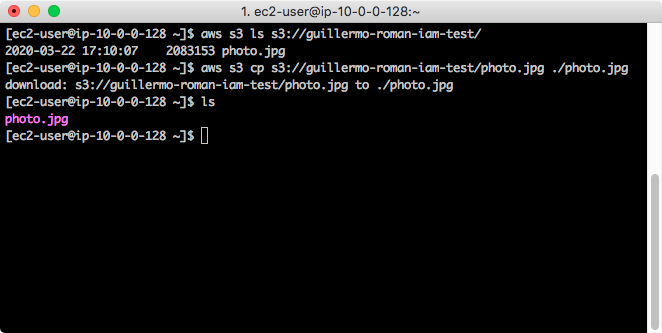 1. ec2-user@ip-10-0-0-128:~
[ec2-user@ip-10-0-0-128 ~]$ aws s3 ls s3://guillermo-roman-iam-test/
2020-03-22 17:10:07    2083153 photo.jpg
[ec2-user@ip-10-0-0-128 ~]$ aws s3 cp s3://guillermo-roman-iam-test/photo.jpg ./photo.jpg
download: s3://guillermo-roman-iam-test/photo.jpg to ./photo.jpg
[ec2-user@ip-10-0-0-128 ~]$ ls
photo.jpg
[ec2-user@ip-10-0-0-128 ~]$